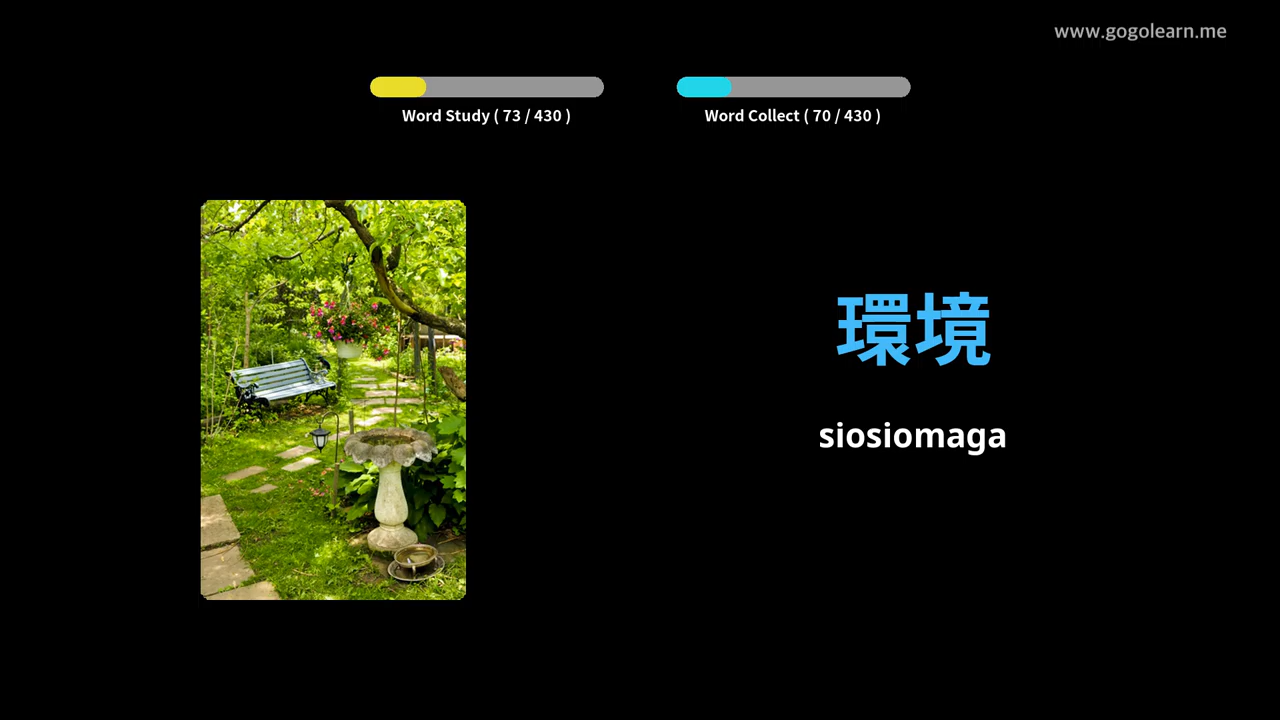 www.gogolearn.me
Word Study ( 73 / 430 )
Word Collect ( 70 / 430 )
環境
siosiomaga